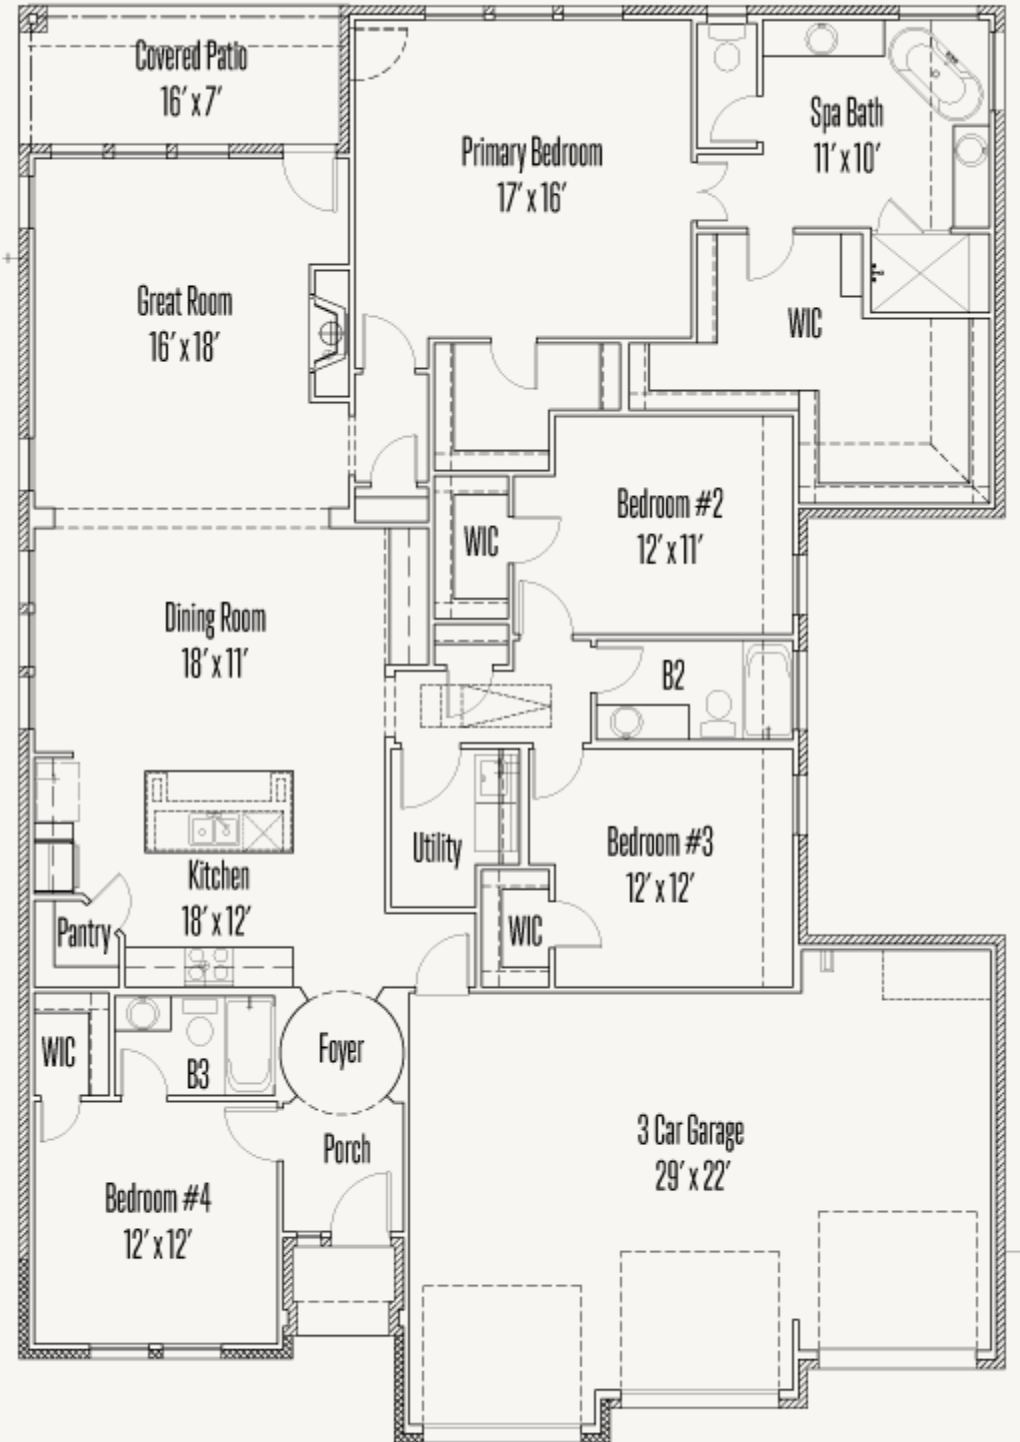 Covered Patio
16' x 7'
Primary Bedroom
17' x 16'
Spa Bath
11' x 10'
Great Room
16' x 18'
WIC
Bedroom #2
12' x 11'
WIC
Dining Room
18' x 11'
B2
Utility
Bedroom #3
12' x 12'
Kitchen
18' x 12'
Pantry
WIC
WIC
B3
Foyer
Porch
3 Car Garage
29' x 22'
Bedroom #4
12' x 12'